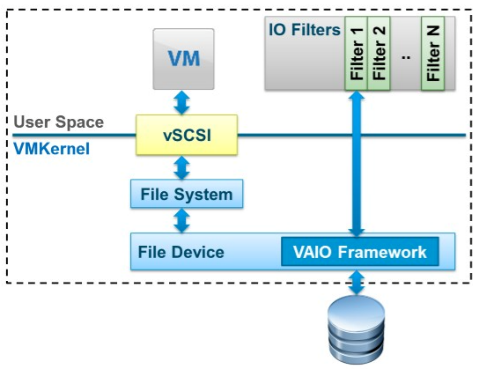 IO Filters
Filter 1
Filter 2
..
Filter N
VM
User Space
vSCSI
VMKernel
File System
File Device
VAIO Framework